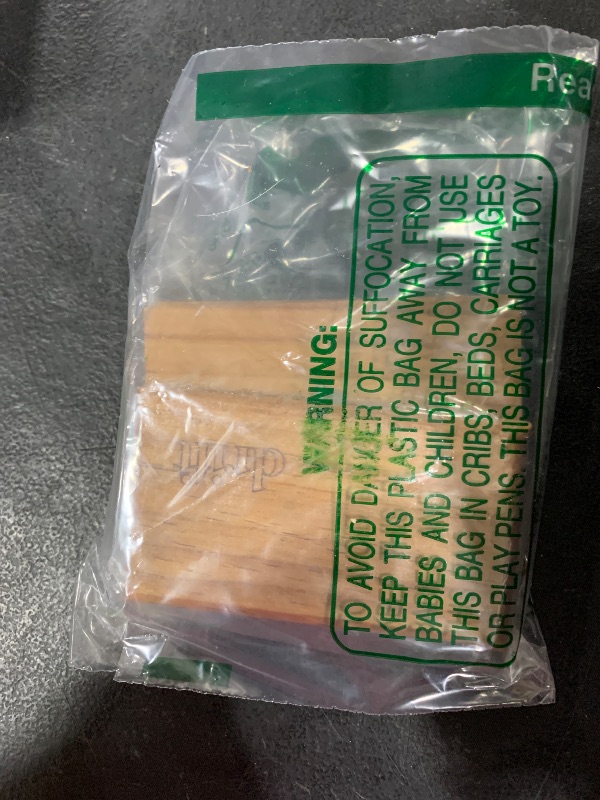 Rea
WARNING:
TO AVOID DANGER OF SUFFOCATION,
KEEP THIS PLASTIC BAG AWAY FROM
BABIES AND CHILDREN, DO NOT USE
THIS BAG IN CRIBS, BEDS, CARRIAGES
OR PLAY PENS. THIS BAG IS NOT A TOY.